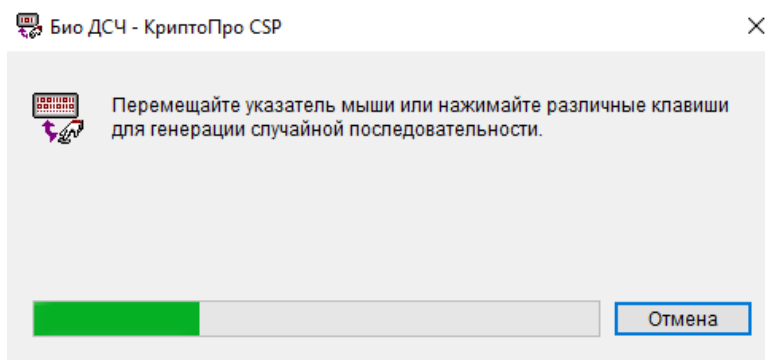 Био ДСЧ - КриптоПро CSP
Перемещайте указатель мыши или нажимайте различные клавиши
для генерации случайной последовательности.
Отмена